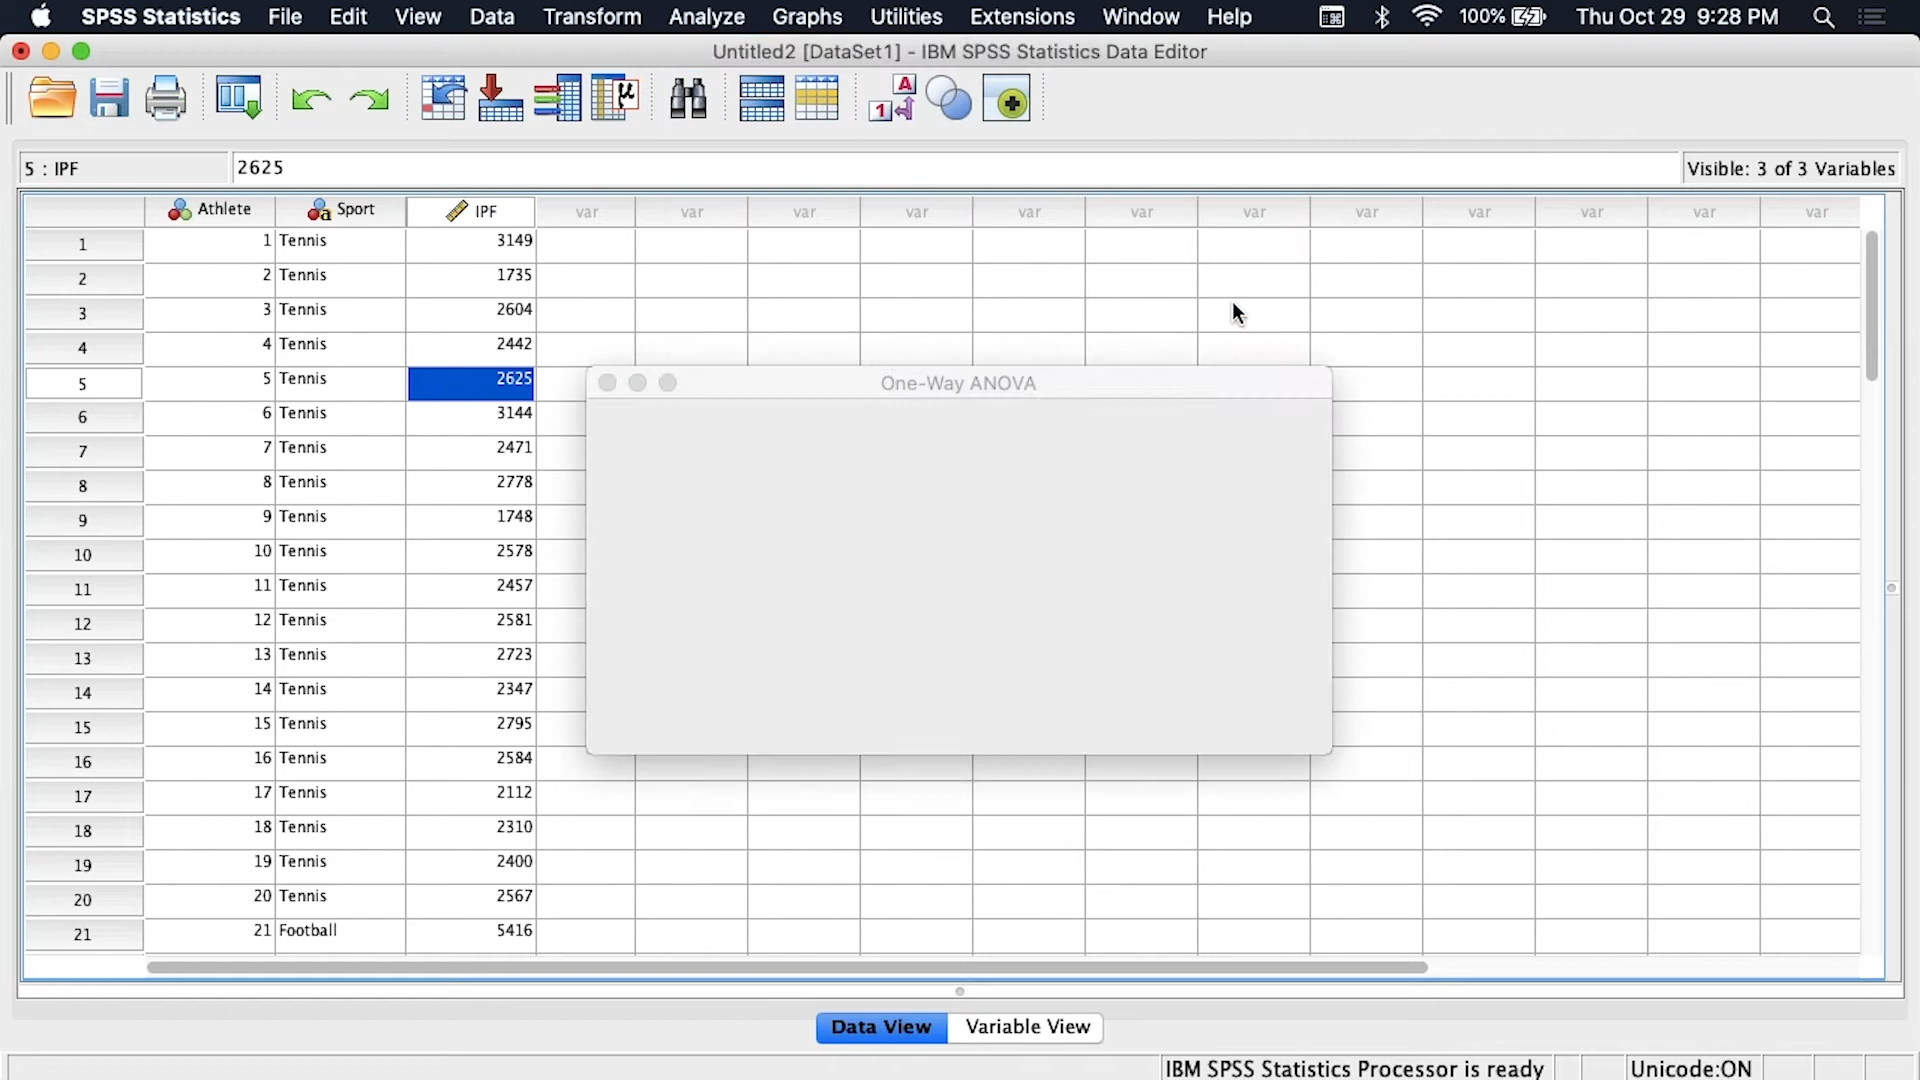 SPSS Statistics File Edit View Data Transform Analyze Graphs Utilities Extensions Window Help 100% Thu Oct 29 9:28 PM
Untitled2 [DataSet1] - IBM SPSS Statistics Data Editor
5 : IPF 2625 Visible: 3 of 3 Variables
Athlete Sport IPF var var var var var var var var var var var var
1 1 Tennis 3149
2 2 Tennis 1735
3 3 Tennis 2604
4 4 Tennis 2442
5 5 Tennis 2625
One-Way ANOVA
6 6 Tennis 3144
7 7 Tennis 2471
8 8 Tennis 2778
9 9 Tennis 1748
10 10 Tennis 2578
11 11 Tennis 2457
12 12 Tennis 2581
13 13 Tennis 2723
14 14 Tennis 2347
15 15 Tennis 2795
16 16 Tennis 2584
17 17 Tennis 2112
18 18 Tennis 2310
19 19 Tennis 2400
20 20 Tennis 2567
21 21 Football 5416
Data View Variable View
IBM SPSS Statistics Processor is ready Unicode:ON